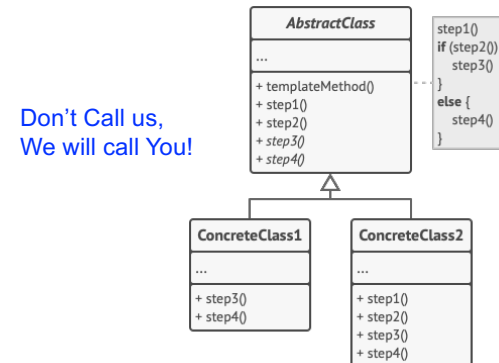 AbstractClass
...
+ templateMethod()
+ step1()
+ step2()
+ step3()
+ step4()
step1()
if (step2())
step3()
}
else {
step4()
}
Don't Call us,
We will call You!
ConcreteClass1
...
+ step3()
+ step4()
ConcreteClass2
...
+ step1()
+ step2()
+ step3()
+ step4()